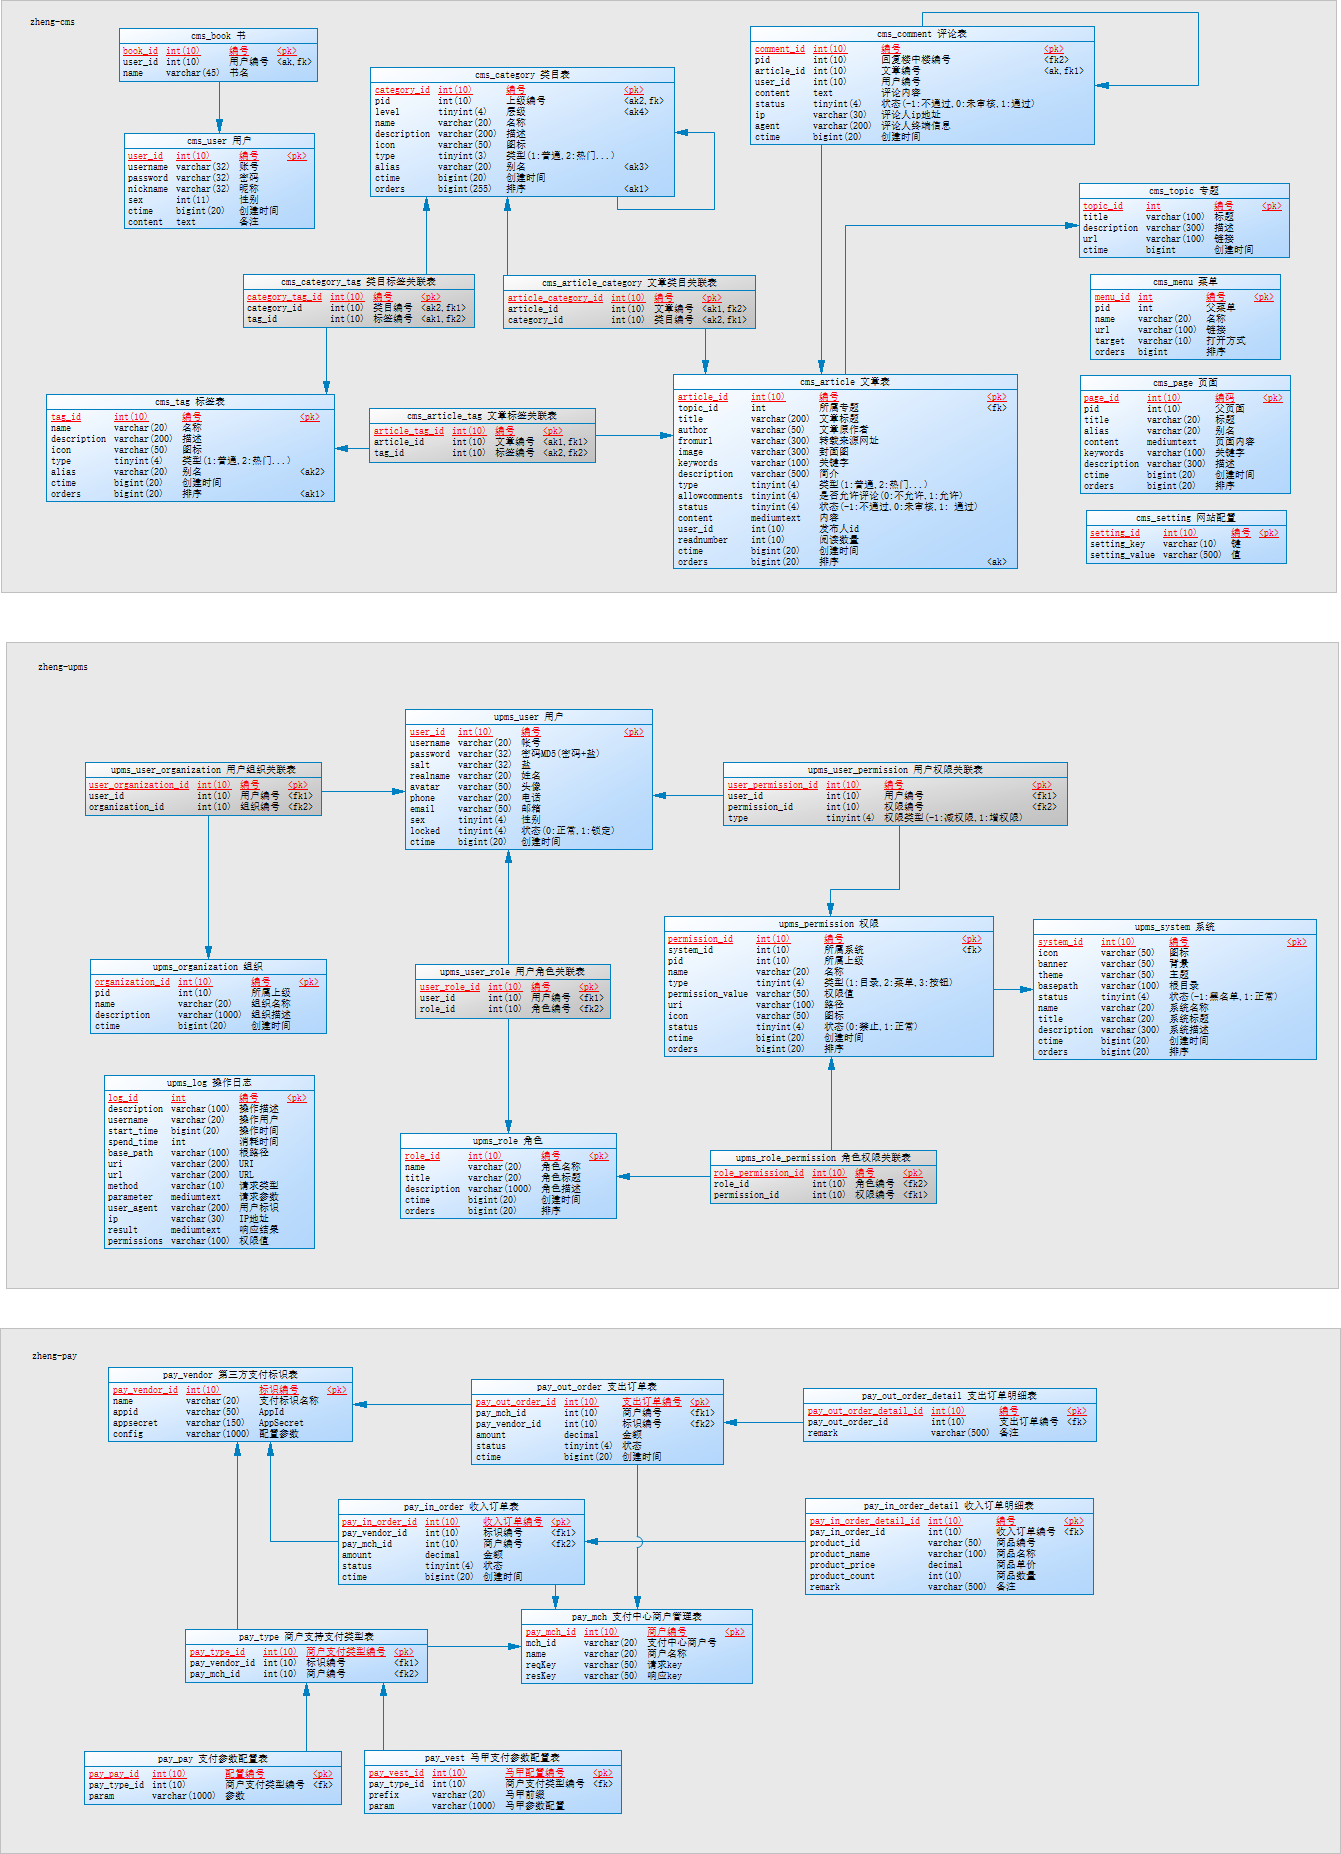 zheng-cms
cms_book 书
book_id int(10) 编号 <pk>
user_id int(10) 用户编号 <ak,fk>
name varchar(45) 书名
cms_user 用户
user_id int(10) 编号 <pk>
username varchar(32) 账号
password varchar(32) 密码
nickname varchar(32) 昵称
sex int(11) 性别
ctime bigint(20) 创建时间
content text 备注
cms_category 类目表
category_id int(10) 编号 <pk>
pid int(10) 上级编号 <ak2,fk>
level tinyint(4) 层级 <ak4>
name varchar(20) 名称
description varchar(200) 描述
icon varchar(50) 图标
type tinyint(3) 类型(1:普通,2:热门...)
alias varchar(20) 别名 <ak3>
ctime bigint(20) 创建时间
orders bigint(255) 排序 <ak1>
cms_comment 评论表
comment_id int(10) 编号 <pk>
pid int(10) 回复楼中楼编号 <fk2>
article_id int(10) 文章编号 <ak,fk1>
user_id int(10) 用户编号
content text 评论内容
status tinyint(4) 状态(-1:不通过,0:未审核,1:通过)
ip varchar(30) 评论人ip地址
agent varchar(200) 评论人终端信息
ctime bigint(20) 创建时间
cms_topic 专题
topic_id int 编号 <pk>
title varchar(100) 标题
description varchar(300) 描述
url varchar(100) 链接
ctime bigint 创建时间
cms_category_tag 类目标签关联表
category_tag_id int(10) 编号 <pk>
category_id int(10) 类目编号 <ak2,fk1>
tag_id int(10) 标签编号 <ak1,fk2>
cms_article_category 文章类目关联表
article_category_id int(10) 编号 <pk>
article_id int(10) 文章编号 <ak1,fk2>
category_id int(10) 类目编号 <ak2,fk1>
cms_menu 菜单
menu_id int 编号 <pk>
pid int 父菜单
name varchar(20) 名称
url varchar(100) 链接
target varchar(10) 打开方式
orders bigint 排序
cms_tag 标签表
tag_id int(10) 编号 <pk>
name varchar(20) 名称
description varchar(200) 描述
icon varchar(50) 图标
type tinyint(4) 类型(1:普通,2:热门...)
alias varchar(20) 别名 <ak2>
ctime bigint(20) 创建时间
orders bigint(20) 排序 <ak1>
cms_article_tag 文章标签关联表
article_tag_id int(10) 编号 <pk>
article_id int(10) 文章编号 <ak1,fk1>
tag_id int(10) 标签编号 <ak2,fk2>
cms_article 文章表
article_id int(10) 编号 <pk>
topic_id int 所属专题 <fk>
title varchar(200) 文章标题
author varchar(50) 文章原作者
fromurl varchar(300) 转载来源网址
image varchar(300) 封面图
keywords varchar(100) 关键字
description varchar(500) 简介
type tinyint(4) 类型(1:普通,2:热门...)
allowcomments tinyint(4) 是否允许评论(0:不允许,1:允许)
status tinyint(4) 状态(-1:不通过,0:未审核,1: 通过)
content mediumtext 内容
user_id int(10) 发布人id
readnumber int(10) 阅读数量
ctime bigint(20) 创建时间
orders bigint(20) 排序 <ak>
cms_page 页面
page_id int(10) 编码 <pk>
pid int(10) 父页面
title varchar(20) 标题
alias varchar(20) 别名
content mediumtext 页面内容
keywords varchar(100) 关键字
description varchar(300) 描述
ctime bigint(20) 创建时间
orders bigint(20) 排序
cms_setting 网站配置
setting_id int(10) 编号 <pk>
setting_key varchar(10) 键
setting_value varchar(500) 值
zheng-upms
upms_user 用户
user_id int(10) 编号 <pk>
username varchar(20) 帐号
password varchar(32) 密码MD5(密码+盐)
salt varchar(32) 盐
realname varchar(20) 姓名
avatar varchar(50) 头像
phone varchar(20) 电话
email varchar(50) 邮箱
sex tinyint(4) 性别
locked tinyint(4) 状态(0:正常,1:锁定)
ctime bigint(20) 创建时间
upms_user_organization 用户组织关联表
user_organization_id int(10) 编号 <pk>
user_id int(10) 用户编号 <fk1>
organization_id int(10) 组织编号 <fk2>
upms_user_permission 用户权限关联表
user_permission_id int(10) 编号 <pk>
user_id int(10) 用户编号 <fk1>
permission_id int(10) 权限编号 <fk2>
type tinyint(4) 权限类型(-1:减权限,1:增权限)
upms_organization 组织
organization_id int(10) 编号 <pk>
pid int(10) 所属上级
name varchar(20) 组织名称
description varchar(1000) 组织描述
ctime bigint(20) 创建时间
upms_user_role 用户角色关联表
user_role_id int(10) 编号 <pk>
user_id int(10) 用户编号 <fk1>
role_id int(10) 角色编号 <fk2>
upms_permission 权限
permission_id int(10) 编号 <pk>
system_id int(10) 所属系统 <fk>
pid int(10) 所属上级
name varchar(20) 名称
type tinyint(4) 类型(1:目录,2:菜单,3:按钮)
permission_value varchar(50) 权限值
uri varchar(100) 路径
icon varchar(50) 图标
status tinyint(4) 状态(0:禁止,1:正常)
ctime bigint(20) 创建时间
orders bigint(20) 排序
upms_system 系统
system_id int(10) 编号 <pk>
icon varchar(50) 图标
banner varchar(50) 背景
theme varchar(50) 主题
basepath varchar(100) 根目录
status tinyint(4) 状态(-1:黑名单,1:正常)
name varchar(20) 系统名称
title varchar(20) 系统标题
description varchar(300) 系统描述
ctime bigint(20) 创建时间
orders bigint(20) 排序
upms_log 操作日志
log_id int 编号 <pk>
description varchar(100) 操作描述
username varchar(20) 操作用户
start_time bigint(20) 操作时间
spend_time int 消耗时间
base_path varchar(100) 根路径
uri varchar(200) URI
url varchar(200) URL
method varchar(10) 请求类型
parameter mediumtext 请求参数
user_agent varchar(200) 用户标识
ip varchar(30) IP地址
result mediumtext 响应结果
permissions varchar(100) 权限值
upms_role 角色
role_id int(10) 编号 <pk>
name varchar(20) 角色名称
title varchar(20) 角色标题
description varchar(1000) 角色描述
ctime bigint(20) 创建时间
orders bigint(20) 排序
upms_role_permission 角色权限关联表
role_permission_id int(10) 编号 <pk>
role_id int(10) 角色编号 <fk2>
permission_id int(10) 权限编号 <fk1>
zheng-pay
pay_vendor 第三方支付标识表
pay_vendor_id int(10) 标识编号 <pk>
name varchar(20) 支付标识名称
appid varchar(50) AppId
appsecret varchar(150) AppSecret
config varchar(1000) 配置参数
pay_out_order 支出订单表
pay_out_order_id int(10) 支出订单编号 <pk>
pay_mch_id int(10) 商户编号 <fk1>
pay_vendor_id int(10) 标识编号 <fk2>
amount decimal 金额
status tinyint(4) 状态
ctime bigint(20) 创建时间
pay_out_order_detail 支出订单明细表
pay_out_order_detail_id int(10) 编号 <pk>
pay_out_order_id int(10) 支出订单编号 <fk>
remark varchar(500) 备注
pay_in_order 收入订单表
pay_in_order_id int(10) 收入订单编号 <pk>
pay_vendor_id int(10) 标识编号 <fk1>
pay_mch_id int(10) 商户编号 <fk2>
amount decimal 金额
status tinyint(4) 状态
ctime bigint(20) 创建时间
pay_in_order_detail 收入订单明细表
pay_in_order_detail_id int(10) 编号 <pk>
pay_in_order_id int(10) 收入订单编号 <fk>
product_id varchar(50) 商品编号
product_name varchar(100) 商品名称
product_price decimal 商品单价
product_count int(10) 商品数量
remark varchar(500) 备注
pay_mch 支付中心商户管理表
pay_mch_id int(10) 商户编号 <pk>
mch_id varchar(20) 支付中心商户号
name varchar(20) 商户名称
reqKey varchar(50) 请求key
resKey varchar(50) 响应key
pay_type 商户支持支付类型表
pay_type_id int(10) 商户支付类型编号 <pk>
pay_vendor_id int(10) 标识编号 <fk1>
pay_mch_id int(10) 商户编号 <fk2>
pay_pay 支付参数配置表
pay_pay_id int(10) 配置编号 <pk>
pay_type_id int(10) 商户支付类型编号 <fk>
param varchar(1000) 参数
pay_vest 马甲支付参数配置表
pay_vest_id int(10) 马甲配置编号 <pk>
pay_type_id int(10) 商户支付类型编号 <fk>
prefix varchar(20) 马甲前缀
param varchar(1000) 马甲参数配置